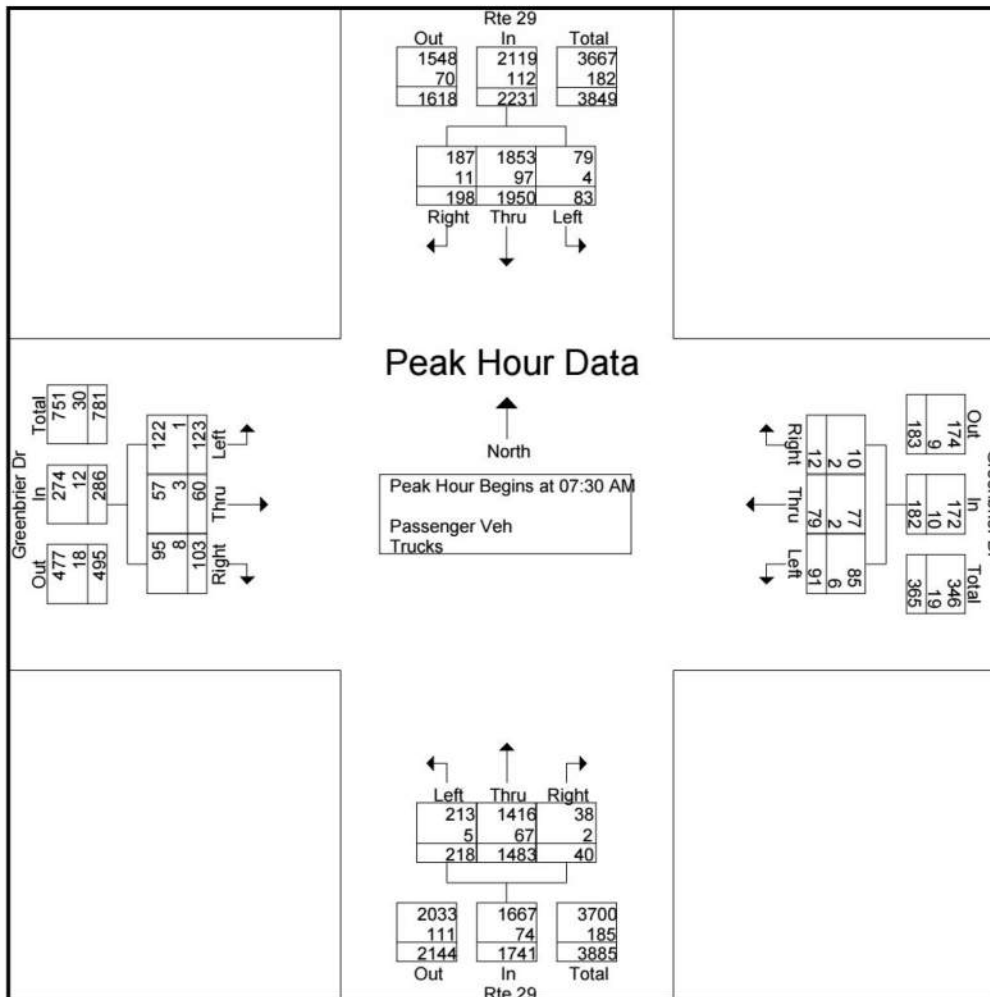 Rte 29
Out In Total
1548 2119 3667
70 112 182
1618 2231 3849
187 1853 79
11 97 4
198 1950 83
Right Thru Left
Peak Hour Data
North
Peak Hour Begins at 07:30 AM
Passenger Veh
Trucks
Greenbrier Dr
Out In Total
477 274 751
18 12 30
495 286 781
95 57 122
8 3 1
103 60 123
Right Thru Left
Out In Total
174 172 346
9 10 19
183 182 365
10 77 85
2 2 6
12 79 91
Right Thru Left
Left Thru Right
213 1416 38
5 67 2
218 1483 40
2033 1667 3700
111 74 185
2144 1741 3885
Out In Total
Rte 29